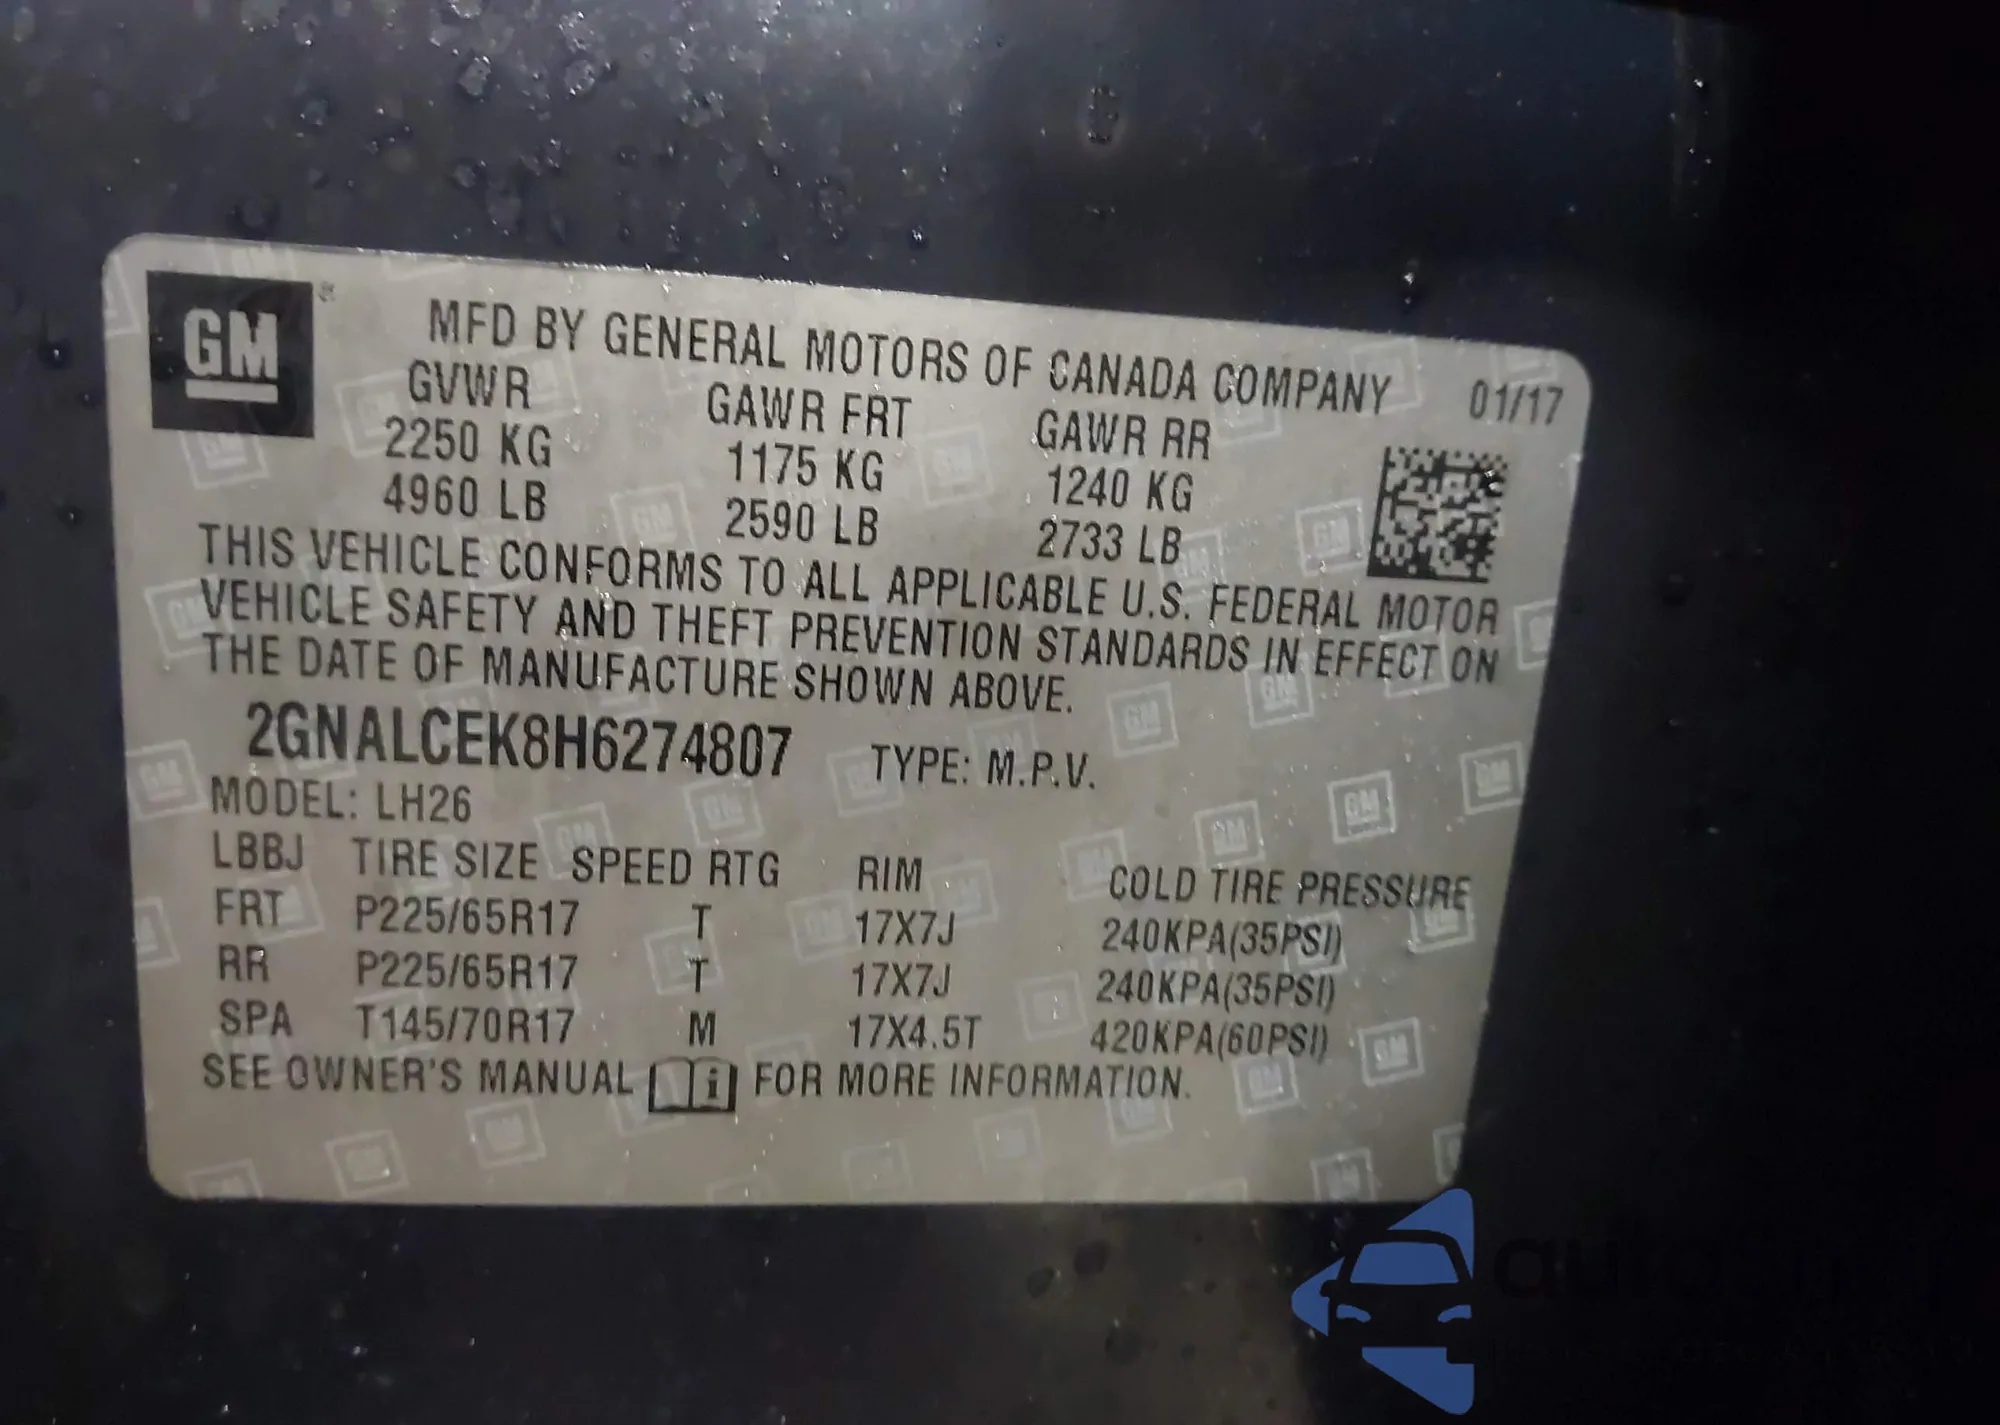 GM
MFD BY GENERAL MOTORS OF CANADA COMPANY 01/17
GVWR GAWR FRT GAWR RR
2250 KG 1175 KG 1240 KG
4960 LB 2590 LB 2733 LB
THIS VEHICLE CONFORMS TO ALL APPLICABLE U.S. FEDERAL MOTOR
VEHICLE SAFETY AND THEFT PREVENTION STANDARDS IN EFFECT ON
THE DATE OF MANUFACTURE SHOWN ABOVE.
2GNALCEK8H6274807 TYPE: M.P.V.
MODEL: LH26
LBBJ TIRE SIZE SPEED RTG RIM COLD TIRE PRESSURE
FRT P225/65R17 T 17X7J 240KPA(35PSI)
RR P225/65R17 T 17X7J 240KPA(35PSI)
SPA T145/70R17 M 17X4.5T 420KPA(60PSI)
SEE OWNER'S MANUAL FOR MORE INFORMATION.